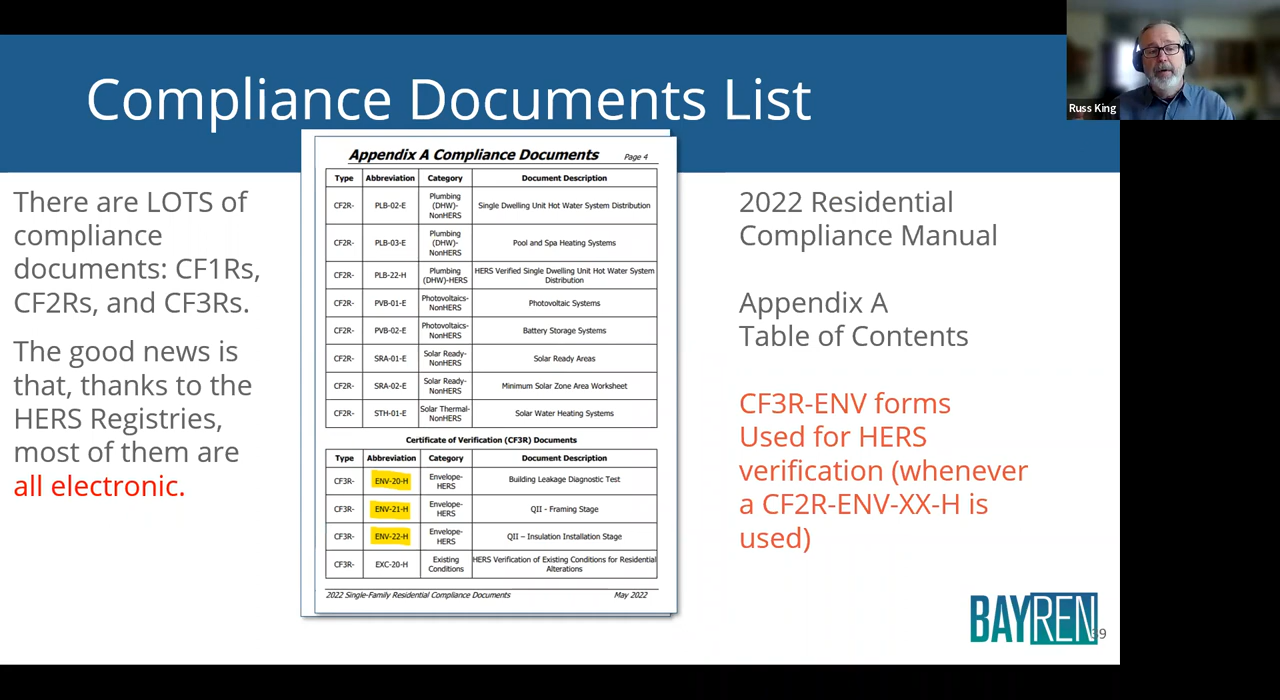 Compliance Documents List
Russ King
There are LOTS of
compliance
documents: CF1Rs,
CF2Rs, and CF3Rs.
The good news is
that, thanks to the
HERS Registries,
most of them are
all electronic.
Appendix A Compliance Documents Page 4
Type Abbreviation Category Document Description
CF2R- PLB-02-E Plumbing (DHW)- NonHERS Single Dwelling Unit Hot Water System Distribution
CF2R- PLB-03-E Plumbing (DHW)- NonHERS Pool and Spa Heating Systems
CF2R- PLB-22-H Plumbing (DHW)-HERS HERS Verified Single Dwelling Unit Hot Water System Distribution
CF2R- PVB-01-E Photovoltaics- NonHERS Photovoltaic Systems
CF2R- PVB-02-E Photovoltaics- NonHERS Battery Storage Systems
CF2R- SRA-01-E Solar Ready- NonHERS Solar Ready Areas
CF2R- SRA-02-E Solar Ready- NonHERS Minimum Solar Zone Area Worksheet
CF2R- STH-01-E Solar Thermal- NonHERS Solar Water Heating Systems
Certificate of Verification (CF3R) Documents
Type Abbreviation Category Document Description
CF3R- ENV-20-H Envelope- HERS Building Leakage Diagnostic Test
CF3R- ENV-21-H Envelope- HERS QII - Framing Stage
CF3R- ENV-22-H Envelope- HERS QII – Insulation Installation Stage
CF3R- EXC-20-H Existing Conditions HERS Verification of Existing Conditions for Residential Alterations
2022 Single-Family Residential Compliance Documents May 2022
2022 Residential
Compliance Manual
Appendix A
Table of Contents
CF3R-ENV forms
Used for HERS
verification (whenever
a CF2R-ENV-XX-H is
used)
BAYREN
39